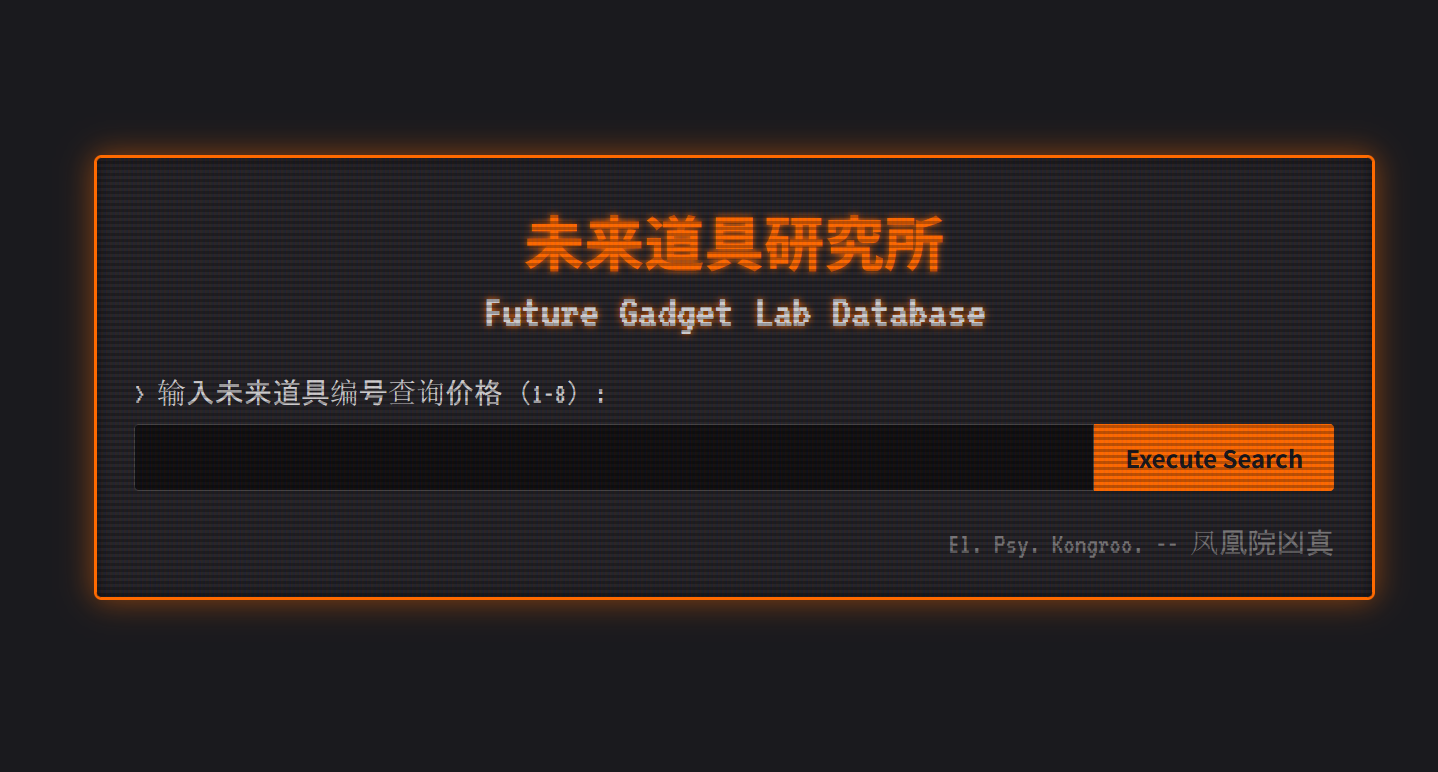 未来道具研究所
Future Gadget Lab Database
> 输入未来道具编号查询价格（1-8）:
Execute Search
El. Psy. Kongroo. -- 凤凰院凶真